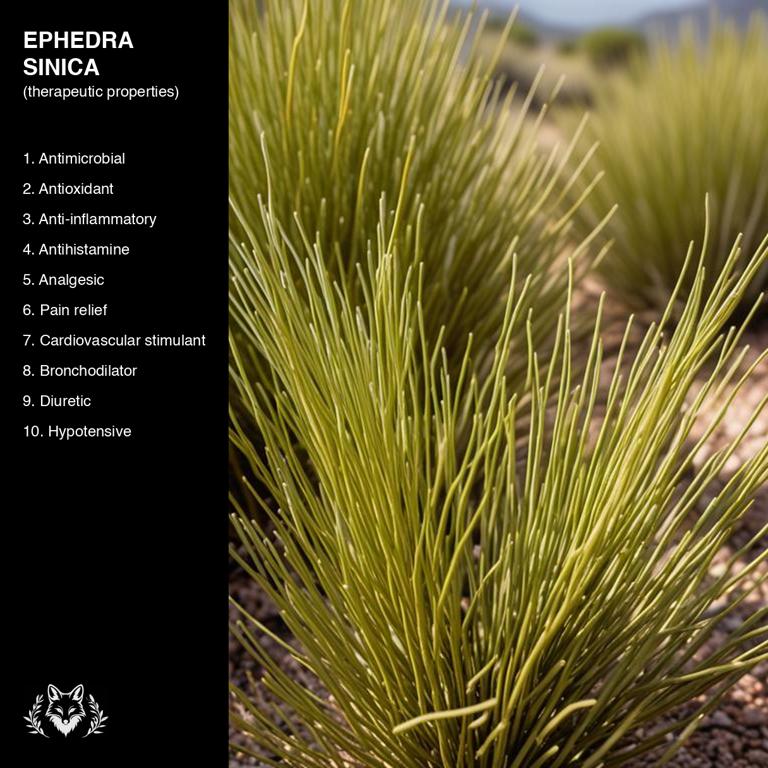 EPHEDRA
SINICA
(therapeutic properties)
1. Antimicrobial
2. Antioxidant
3. Anti-inflammatory
4. Antihistamine
5. Analgesic
6. Pain relief
7. Cardiovascular stimulant
8. Bronchodilator
9. Diuretic
10. Hypotensive